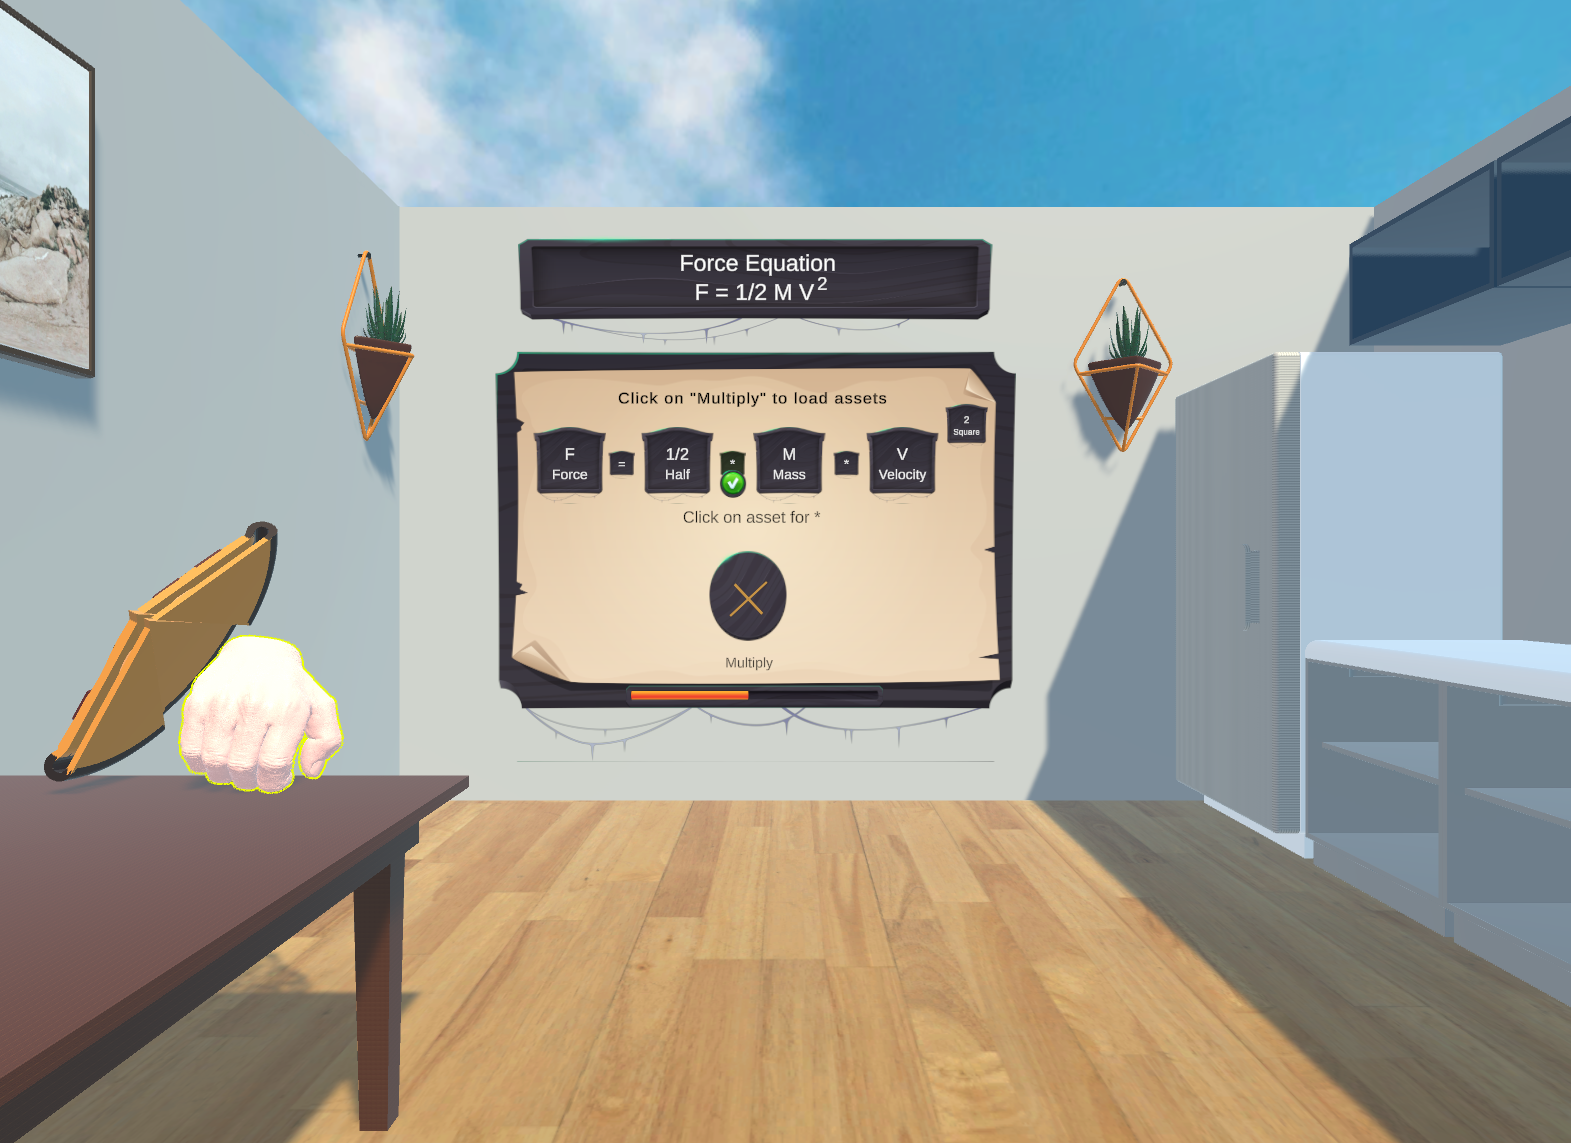 Force Equation
F = 1/2 M V 2
Click on "Multiply" to load assets
2
Square
F
Force
=
1/2
Half
*
M
Mass
*
V
Velocity
Click on asset for *
Multiply